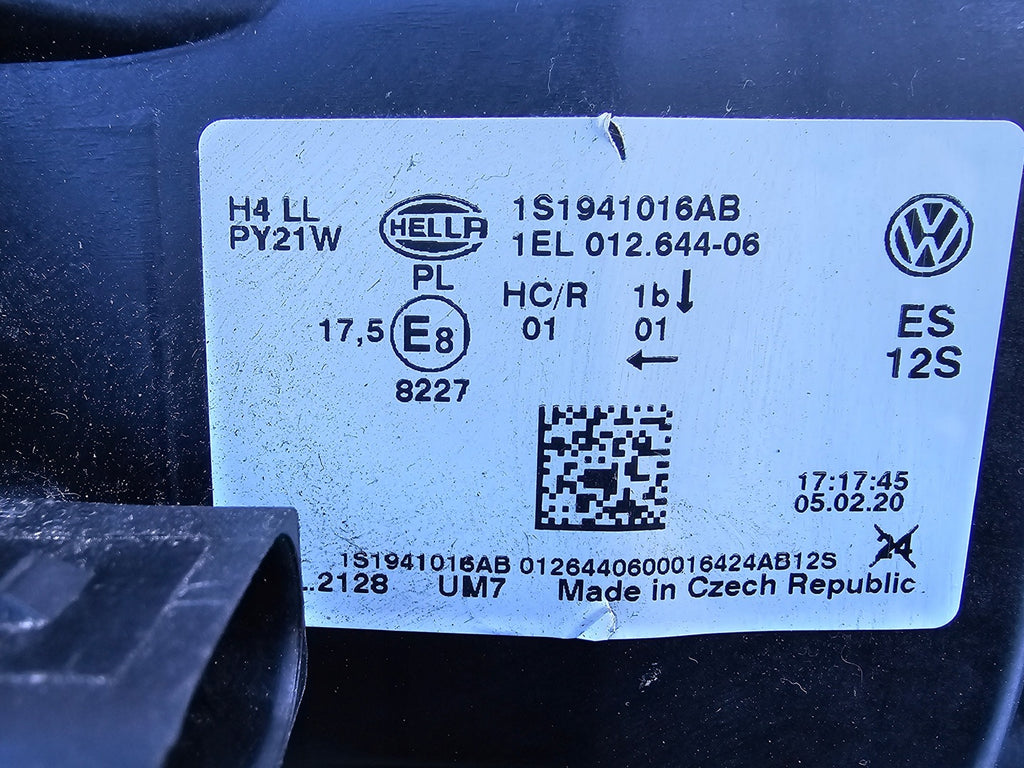 H4 LL
PY21W
HELLA
1S1941016AB
1EL 012.644-06
PL
HC/R 1b
17,5 E8 01 01
8227
VW
ES
12S
17:17:45
05.02.20
24
1S1941016AB 0126440600016424AB12S
.2128 UM7 Made in Czech Republic